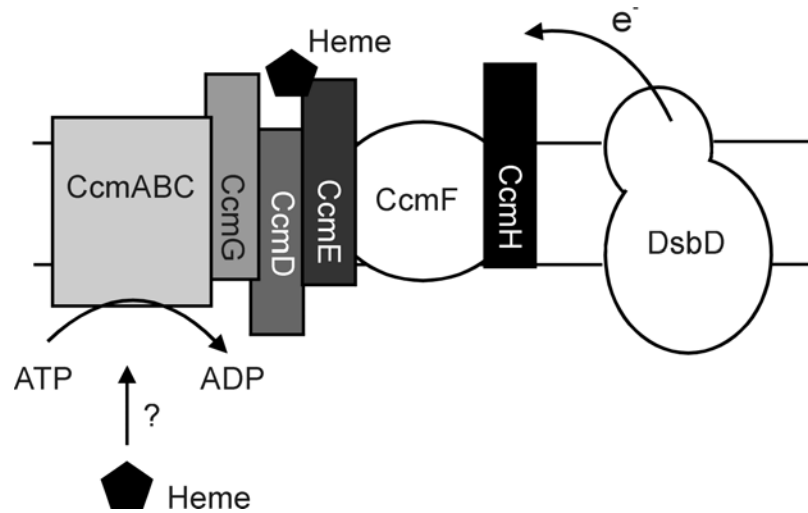 e-
Heme
CcmABC
CcmG
CcmD
CcmE
CcmF
CcmH
DsbD
ATP
ADP
?
Heme